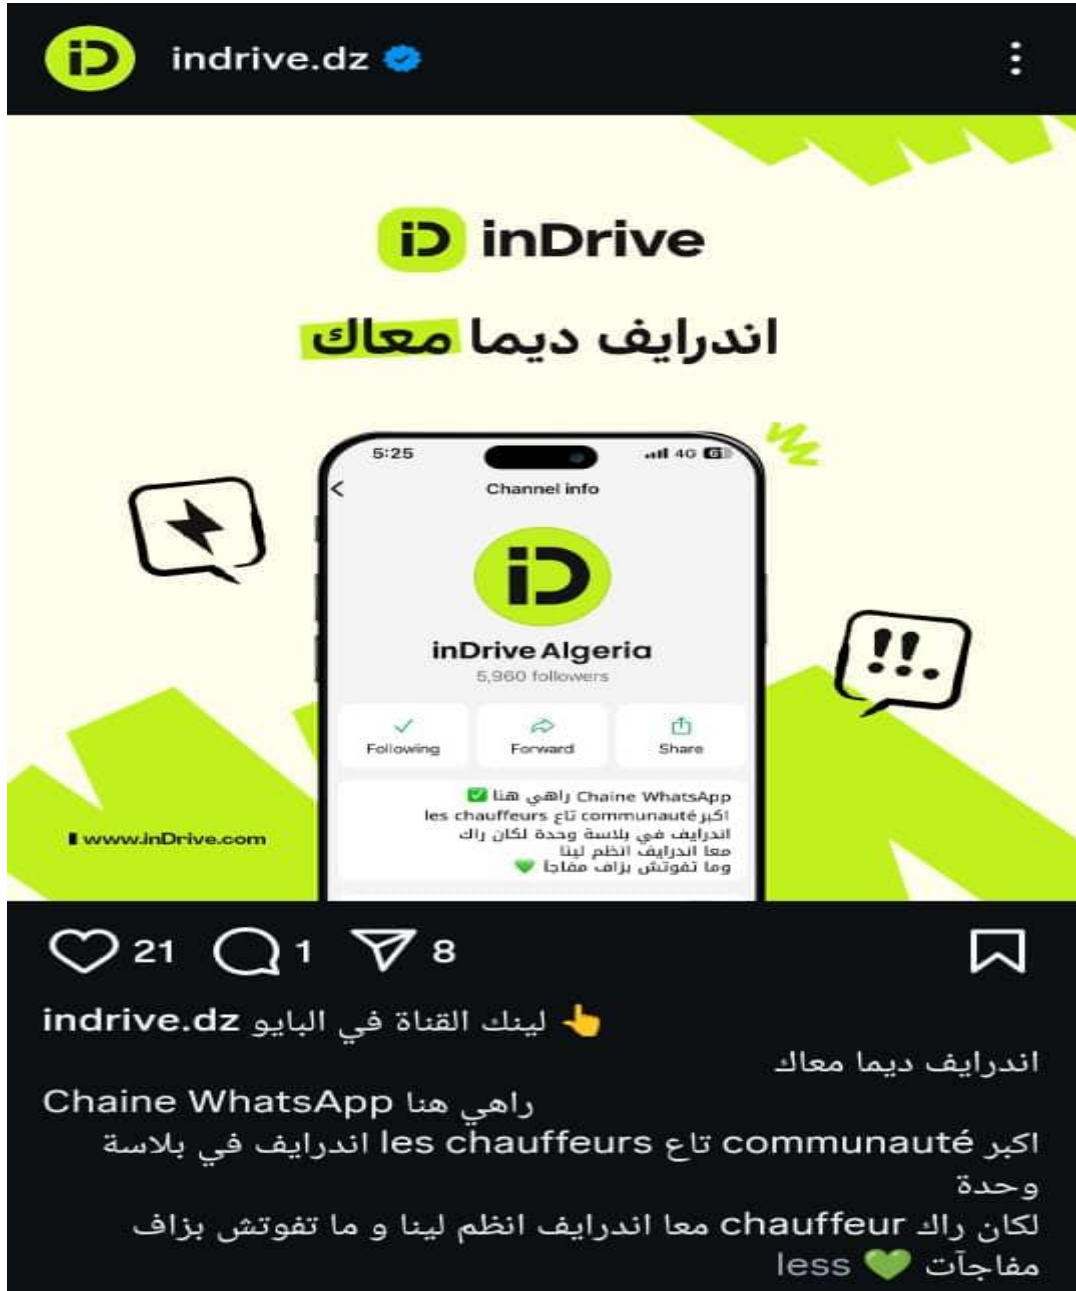 indrive.dz
inDrive
اندرايف ديما معاك
5:25
4G 61
Channel info
inDrive Algeria
5,960 followers
Following
Forward
Share
Chaine WhatsApp راهي هنا ✅
اكبر communauté تاع les chauffeurs
اندرايف في بلاسة وحدة لكان راك
معا اندرايف انظم لينا
وما تفوتش بزاف مفاجآ 💚
www.inDrive.com
21
1
8
indrive.dz لينك القناة في البايو 👆
اندرايف ديما معاك
Chaine WhatsApp راهي هنا
اكبر communauté تاع les chauffeurs اندرايف في بلاسة
وحدة
لكان راك chauffeur معا اندرايف انظم لينا و ما تفوتش بزاف
مفاجآت 💚 less